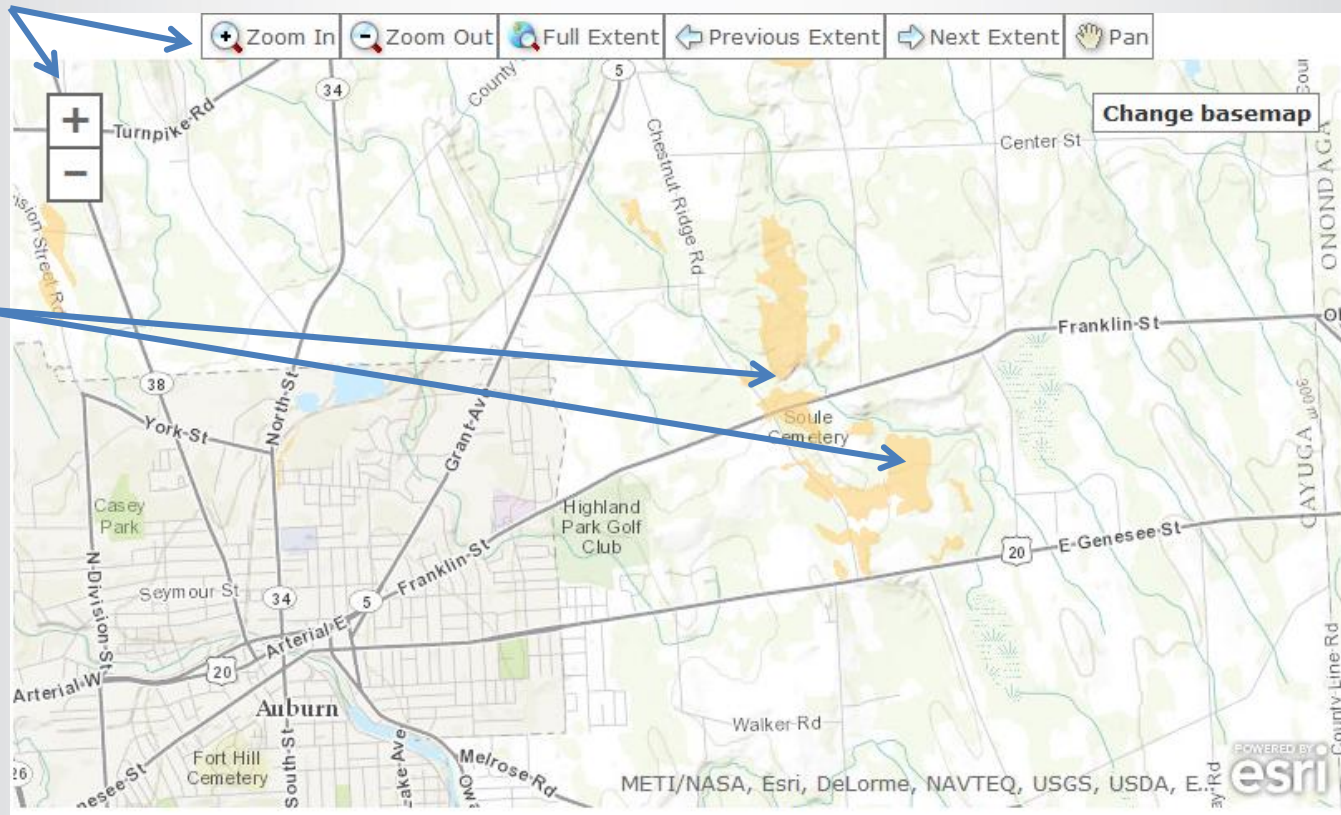 Zoom In
Zoom Out
Full Extent
Previous Extent
Next Extent
Pan
+
−
Change basemap
Turnpike Rd
34
County
5
Center St
Chestnut Ridge Rd
ONONDAGA
CAYUGA
300 m
Franklin-St
38
York-St
North-St
Grant-Ave
Soule
Cemetery
Casey
Park
Highland
Park Golf
Club
Franklin-St
20
E-Genesee-St
N-Division-St
Seymour St
34
5
Arterial-E
20
Arterial-W
Auburn
Walker Rd
County-Line-Rd
Fort Hill
Cemetery
South-St
Melrose-Rd
26
METI/NASA, Esri, DeLorme, NAVTEQ, USGS, USDA, E...
POWERED BY
esri